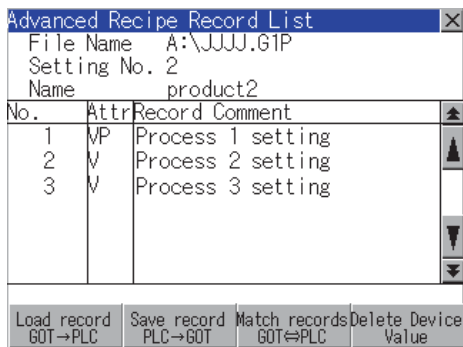 Advanced Recipe Record List
File Name A:\JJJJ.G1P
Setting No. 2
Name product2
No. Attr Record Comment
1 VP Process 1 setting
2 V Process 2 setting
3 V Process 3 setting
Load record Save record Match records Delete Device
GOT→PLC PLC→GOT GOT⇔PLC Value